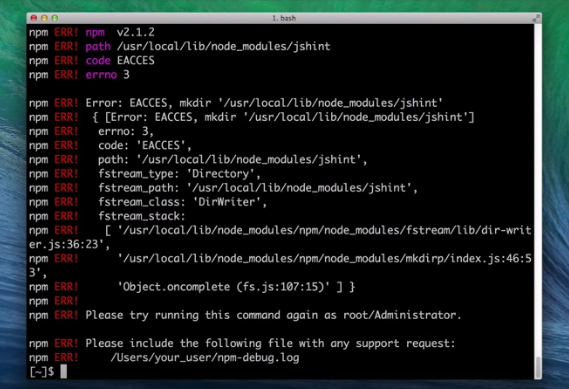 1. bash
npm ERR! npm  v2.1.2
npm ERR! path /usr/local/lib/node_modules/jshint
npm ERR! code EACCES
npm ERR! errno 3
npm ERR! Error: EACCES, mkdir '/usr/local/lib/node_modules/jshint'
npm ERR!  { [Error: EACCES, mkdir '/usr/local/lib/node_modules/jshint']
npm ERR!   errno: 3,
npm ERR!   code: 'EACCES',
npm ERR!   path: '/usr/local/lib/node_modules/jshint',
npm ERR!   fstream_type: 'Directory',
npm ERR!   fstream_path: '/usr/local/lib/node_modules/jshint',
npm ERR!   fstream_class: 'DirWriter',
npm ERR!   fstream_stack:
npm ERR!    [ '/usr/local/lib/node_modules/npm/node_modules/fstream/lib/dir-writ
er.js:36:23',
npm ERR!      '/usr/local/lib/node_modules/npm/node_modules/mkdirp/index.js:46:5
3',
npm ERR!      'Object.oncomplete (fs.js:107:15)' ] }
npm ERR!
npm ERR! Please try running this command again as root/Administrator.
npm ERR! Please include the following file with any support request:
npm ERR!     /Users/your_user/npm-debug.log
[~]$